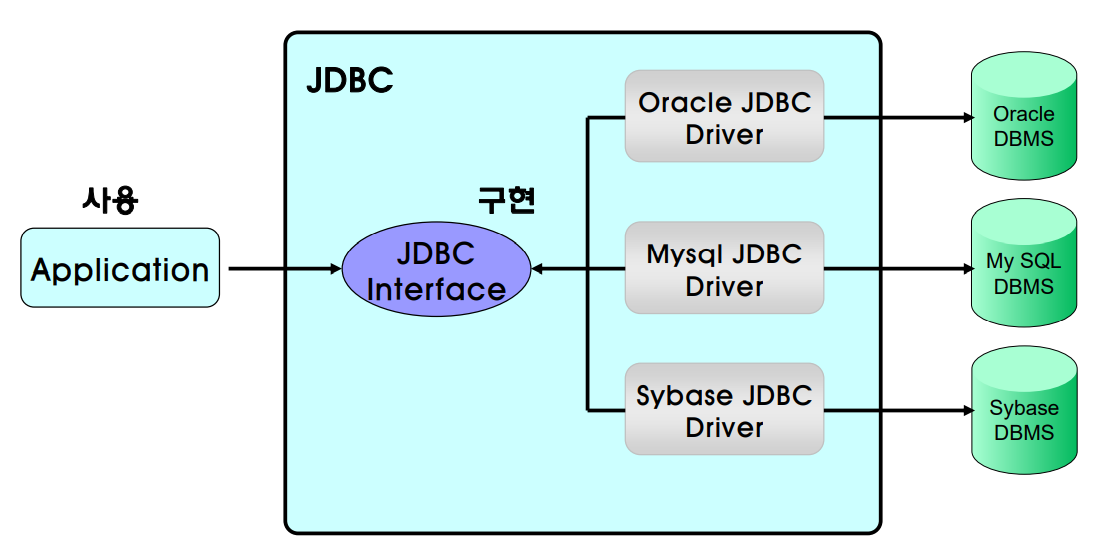 JDBC
Oracle JDBC
Driver
Oracle
DBMS
사용
구현
Application
JDBC
Interface
Mysql JDBC
Driver
My SQL
DBMS
Sybase JDBC
Driver
Sybase
DBMS